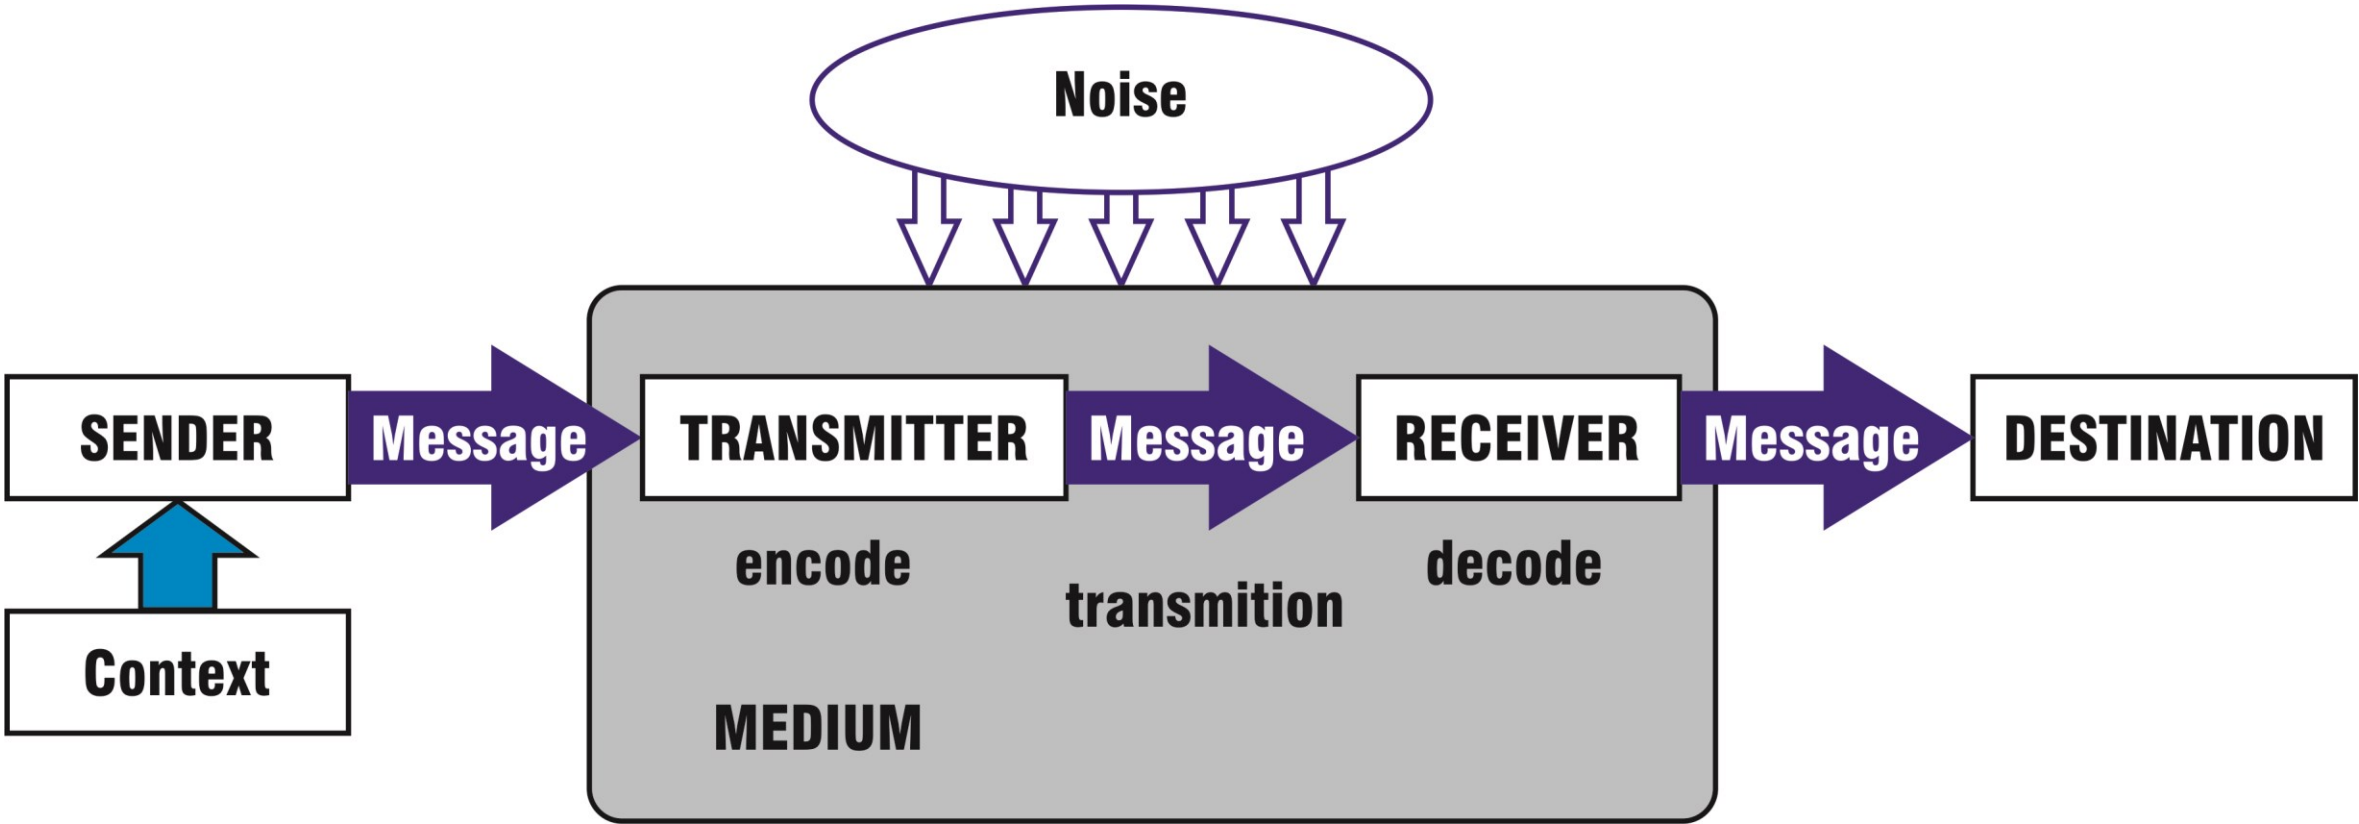 Noise
SENDER
Message
TRANSMITTER
Message
RECEIVER
Message
DESTINATION
encode
decode
transmition
Context
MEDIUM